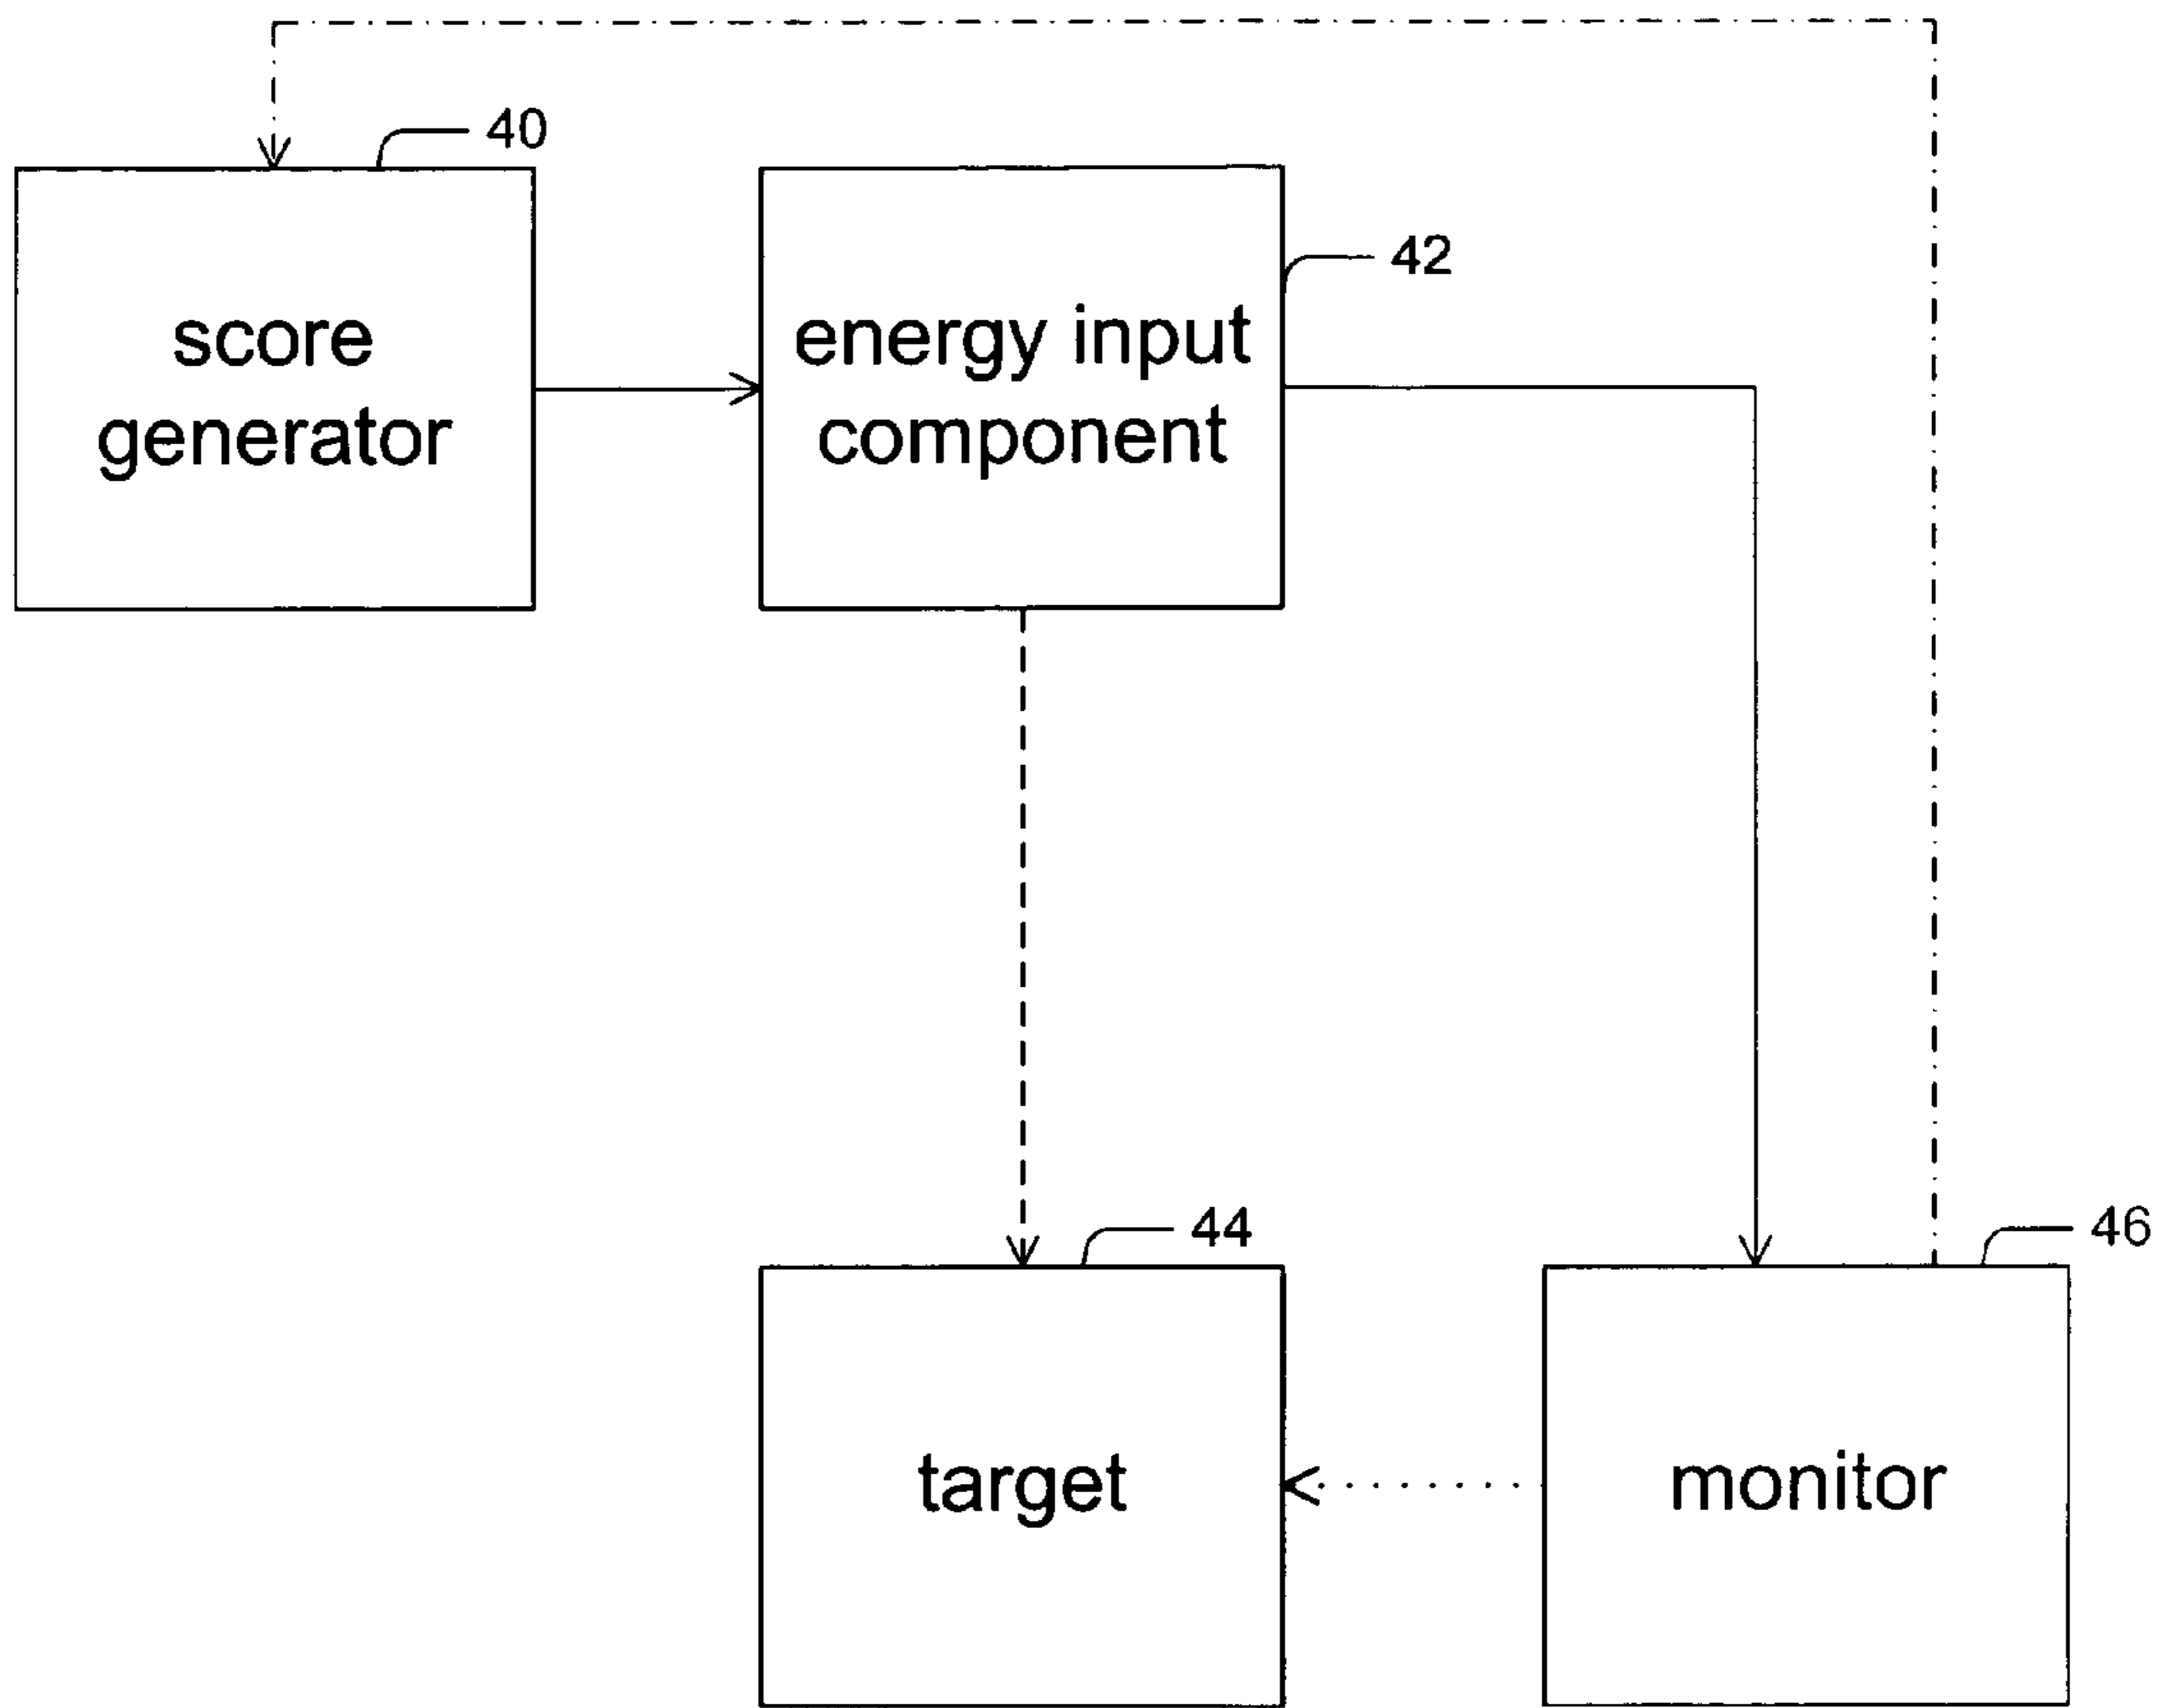 40
score
generator
42
energy input
component
44
target
46
monitor